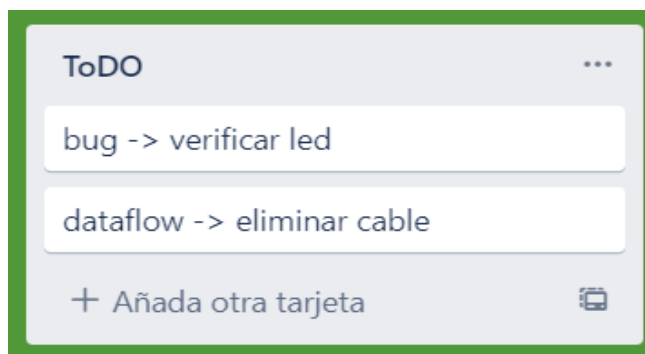 ToDO
bug -> verificar led
dataflow -> eliminar cable
+ Añada otra tarjeta